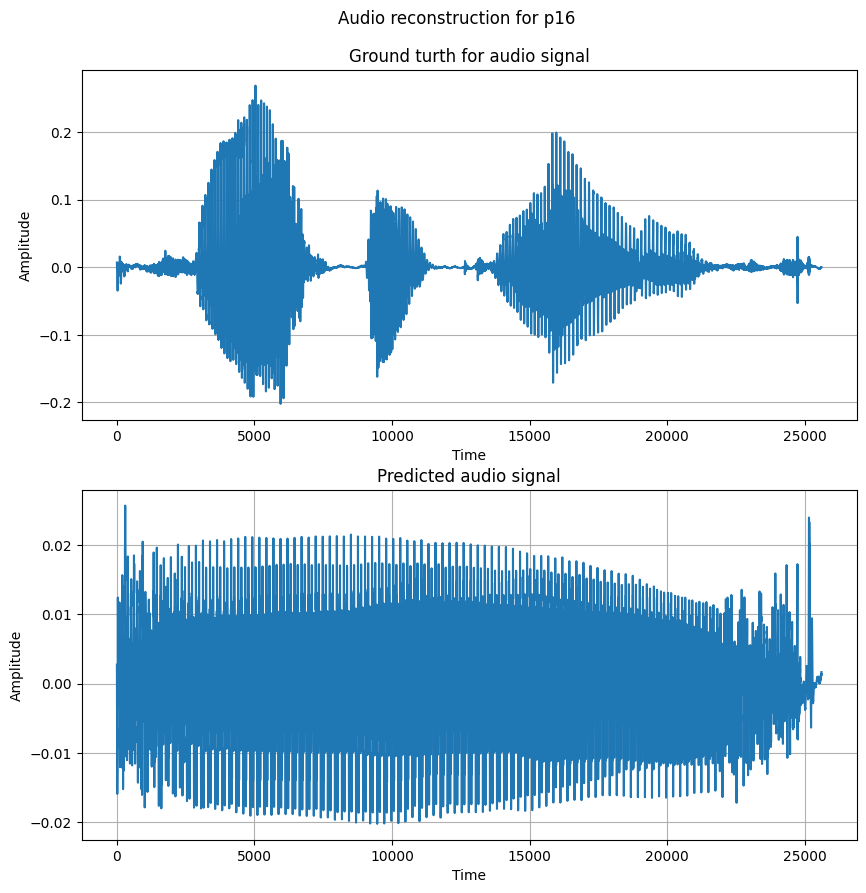 Audio reconstruction for p16
Ground turth for audio signal
0.2
0.1
0.0
−0.1
−0.2
Amplitude
0 5000 10000 15000 20000 25000
Time
Predicted audio signal
0.02
0.01
0.00
−0.01
−0.02
Amplitude
0 5000 10000 15000 20000 25000
Time